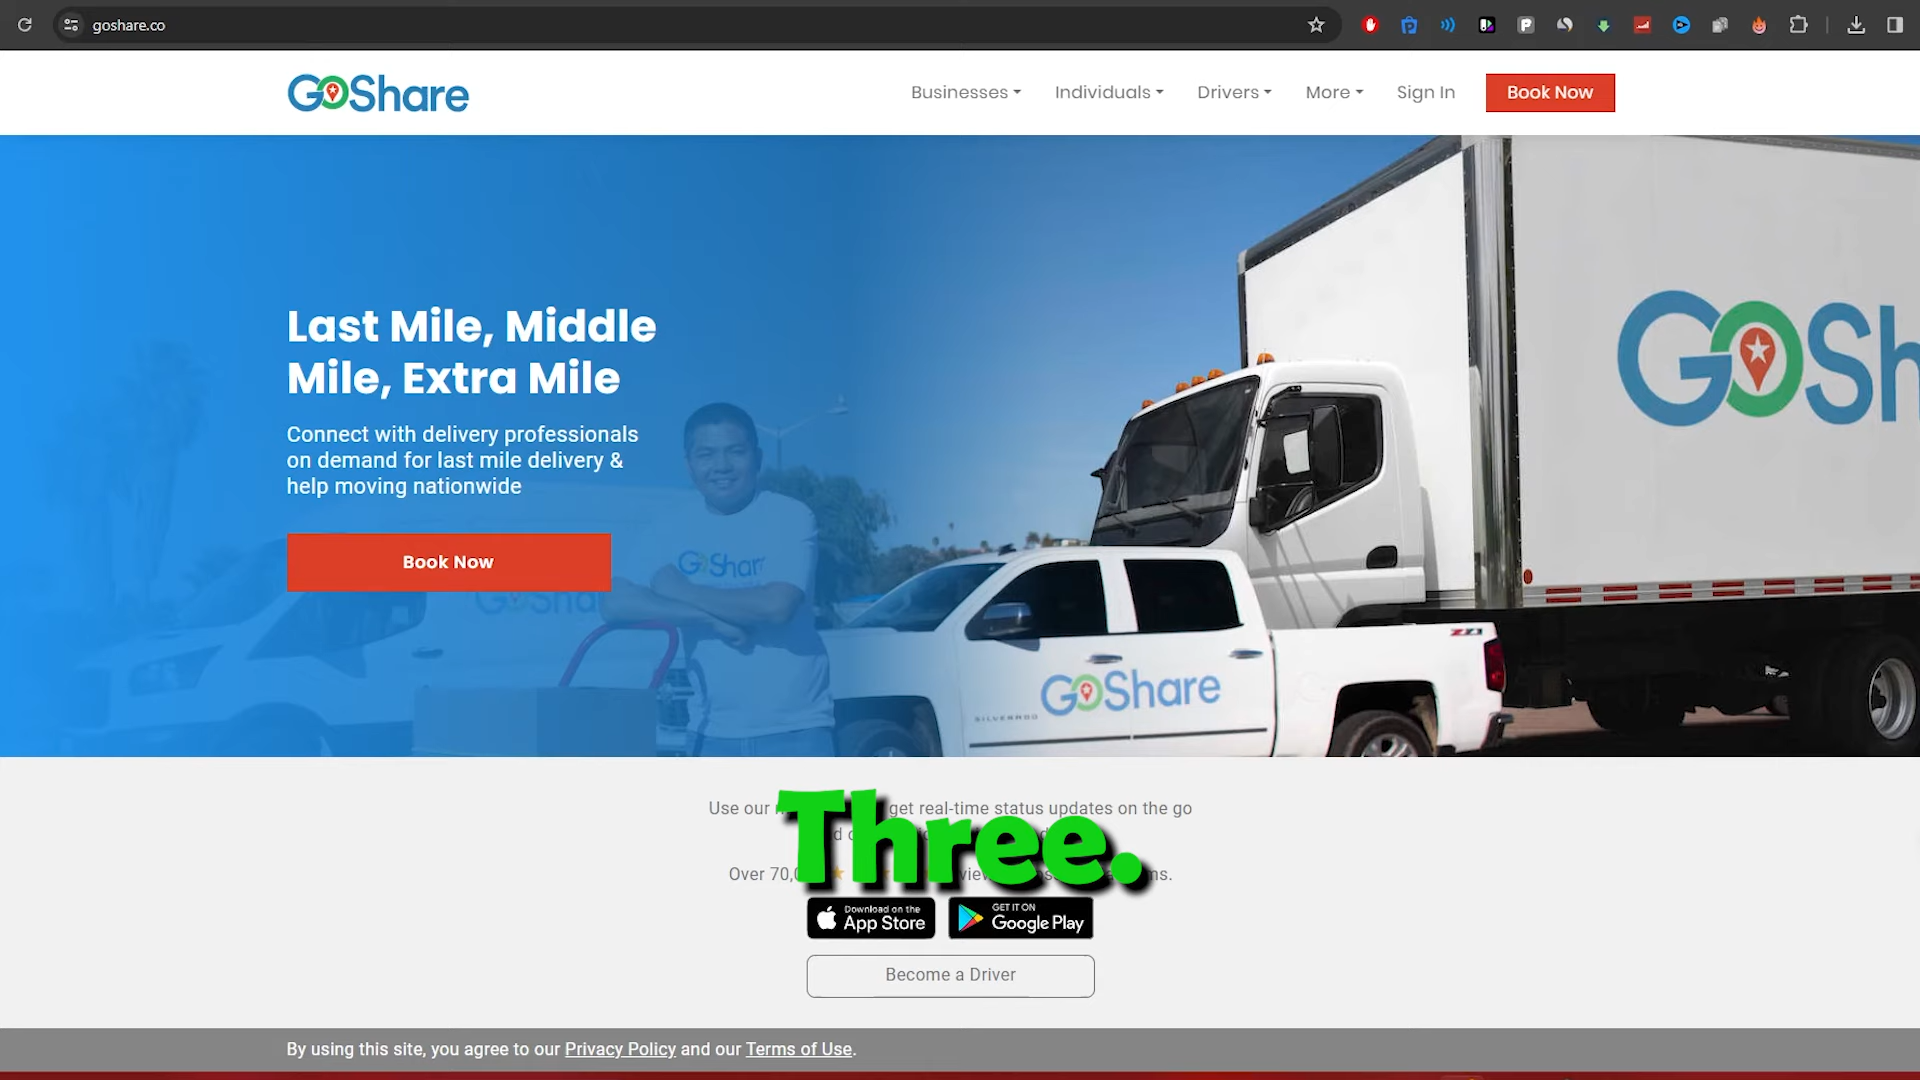 goshare.co
GoShare
Businesses
Individuals
Drivers
More
Sign In
Book Now
Last Mile, Middle
Mile, Extra Mile
Connect with delivery professionals
on demand for last mile delivery &
help moving nationwide
Book Now
GoShare
GoShare
GoSh
GoShare
SILVERADO
Z71
Use our get real-time status updates on the go
Three.
Over
Download on the
App Store
GET IT ON
Google Play
Become a Driver
By using this site, you agree to our Privacy Policy and our Terms of Use.